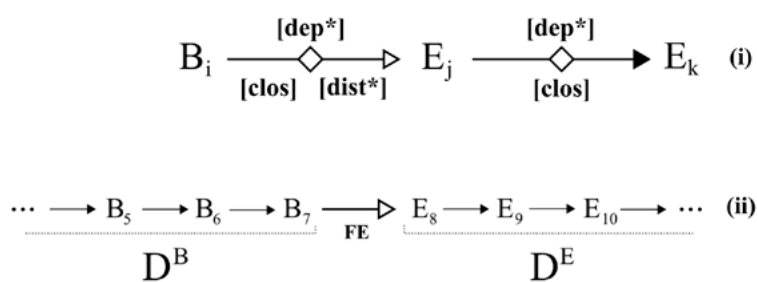 [dep*] [dep*]
B_i E_j E_k (i)
[clos] [dist*] [clos]
... B_5 B_6 B_7 E_8 E_9 E_10 ... (ii)
FE
D^B D^E